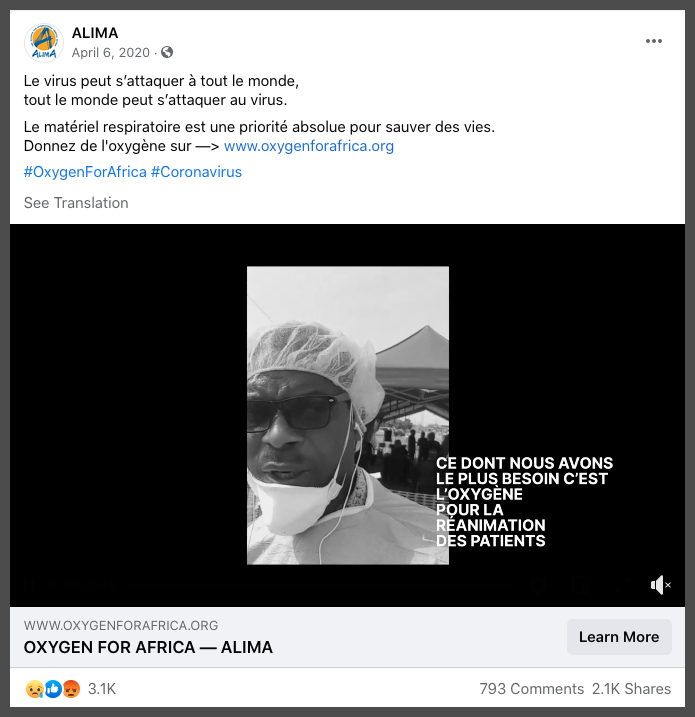 ALIMA
ALIMA
April 6, 2020 ·
Le virus peut s’attaquer à tout le monde,
tout le monde peut s’attaquer au virus.
Le matériel respiratoire est une priorité absolue pour sauver des vies.
Donnez de l'oxygène sur —> www.oxygenforafrica.org
#OxygenForAfrica #Coronavirus
See Translation
CE DONT NOUS AVONS
LE PLUS BESOIN C’EST
L’OXYGÈNE
POUR LA
RÉANIMATION
DES PATIENTS
WWW.OXYGENFORAFRICA.ORG
OXYGEN FOR AFRICA — ALIMA
Learn More
3.1K
793 Comments 2.1K Shares